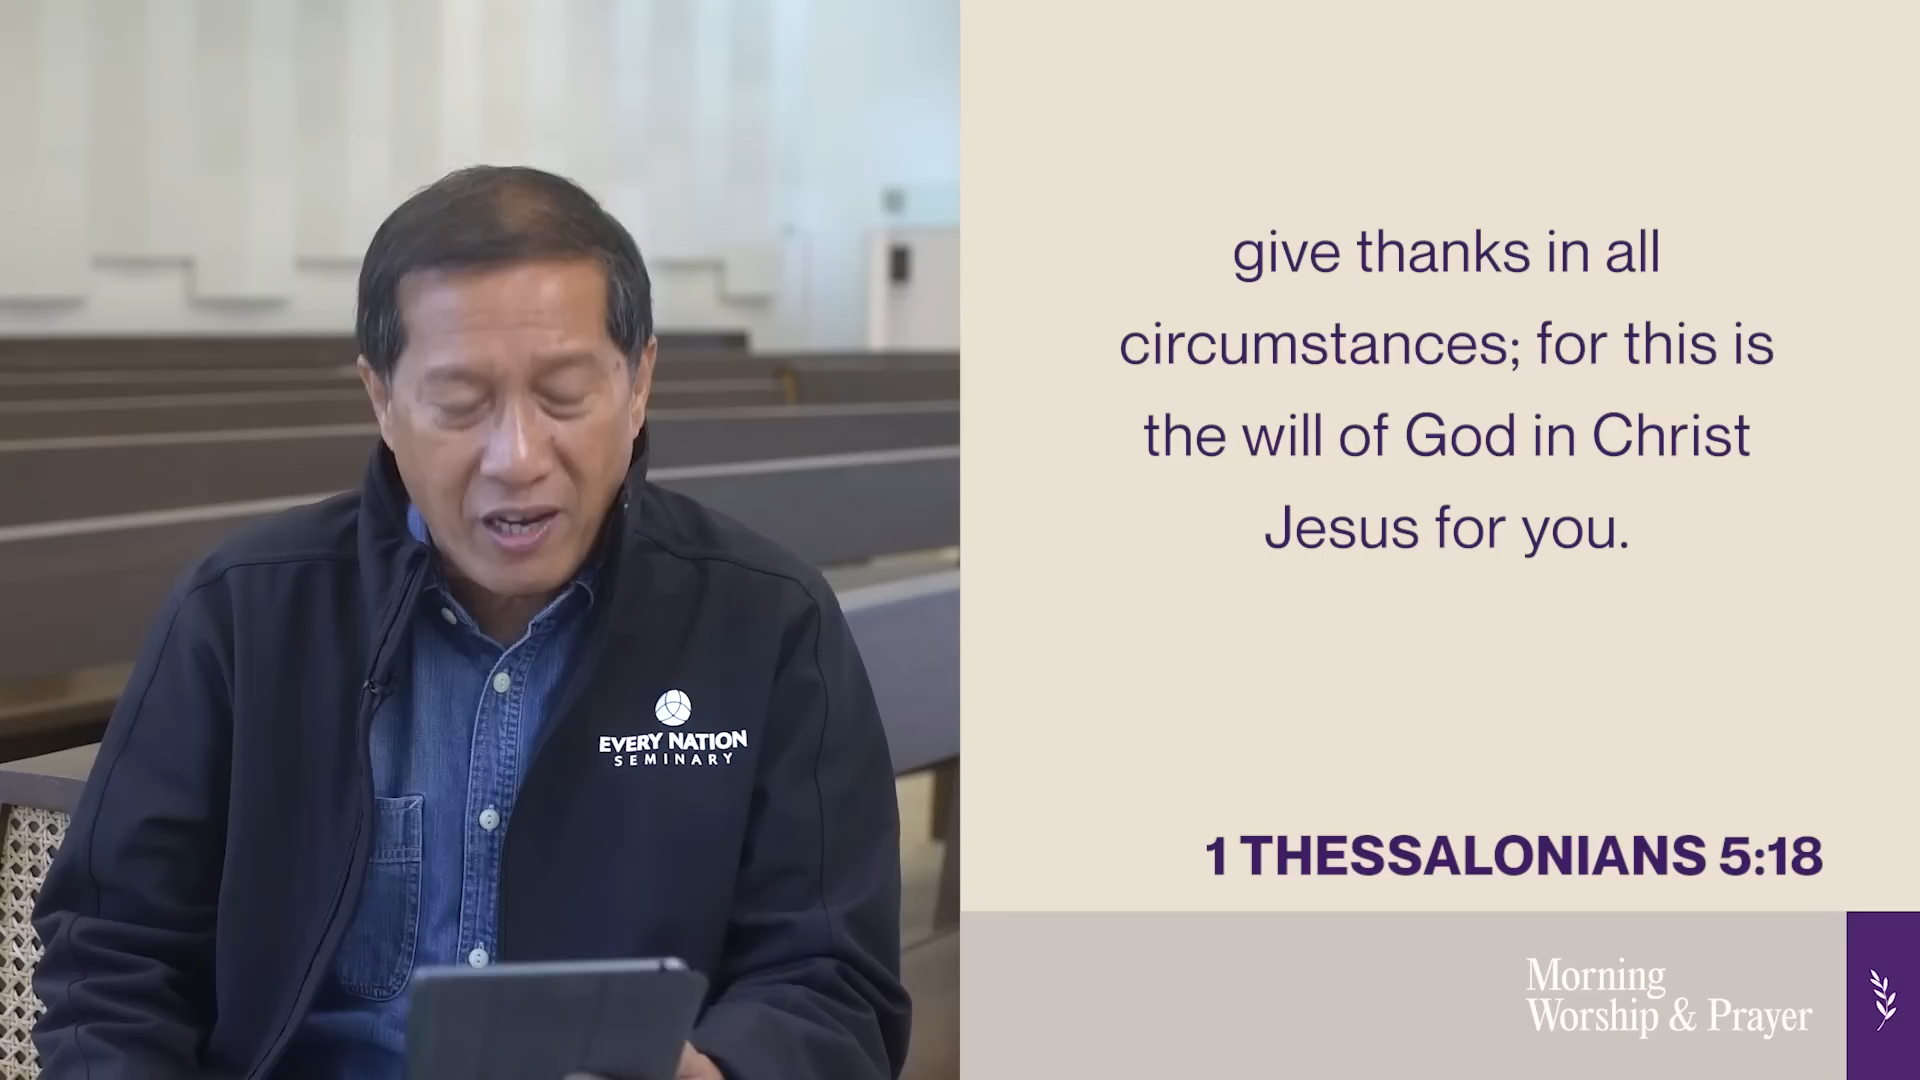 give thanks in all
circumstances; for this is
the will of God in Christ
Jesus for you.
1 THESSALONIANS 5:18
EVERY NATION
SEMINARY
Morning
Worship & Prayer